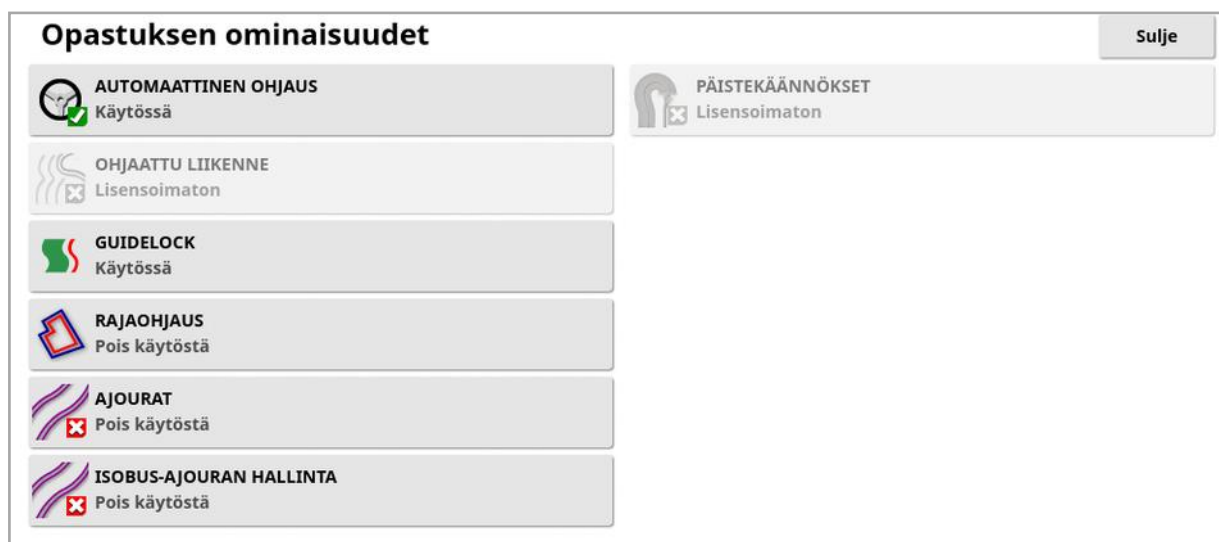 Opastuksen ominaisuudet
Sulje
AUTOMAATTINEN OHJAUS
Käytössä
PÄISTEKÄÄNNÖKSET
Lisensoimaton
OHJAATTU LIIKENNE
Lisensoimaton
GUIDELOCK
Käytössä
RAJAOHJAUS
Pois käytöstä
AJOURAT
Pois käytöstä
ISOBUS-AJOURAN HALLINTA
Pois käytöstä